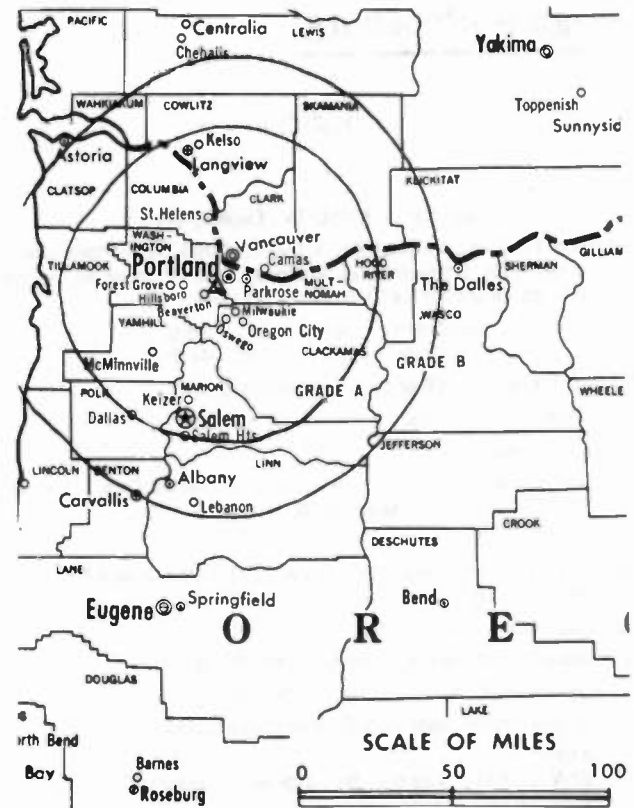 PACIFIC
LEWIS
Centralia
Chehalis
Yakima
WAHKIAKUM
COWLITZ
SKAMANIA
Toppenish
Sunnysid
Kelso
Astoria
Longview
CLATSOP
COLUMBIA
KLICKITAT
CLARK
St. Helens
WASH-
INGTON
Vancouver
TILLAMOOK
Portland
Camas
HOOD
RIVER
SHERMAN
GILLIAM
MULT-
NOMAH
The Dalles
Forest Grove
Parkrose
Hillsboro
Beaverton
WASCO
Milwaukie
YAMHILL
Oswego
Oregon City
McMinnville
CLACKAMAS
GRADE B
MARION
GRADE A
POLK
Keizer
WHEELE
Dallas
Salem
Salem Hts.
JEFFERSON
LINN
LINCOLN
BENTON
Albany
Carvallis
Lebanon
CROOK
DESCHUTES
LANE
Eugene
Springfield
Bend
O R E
DOUGLAS
LAKE
orth Bend
SCALE OF MILES
Bay
Barnes
Roseburg
0 50 100